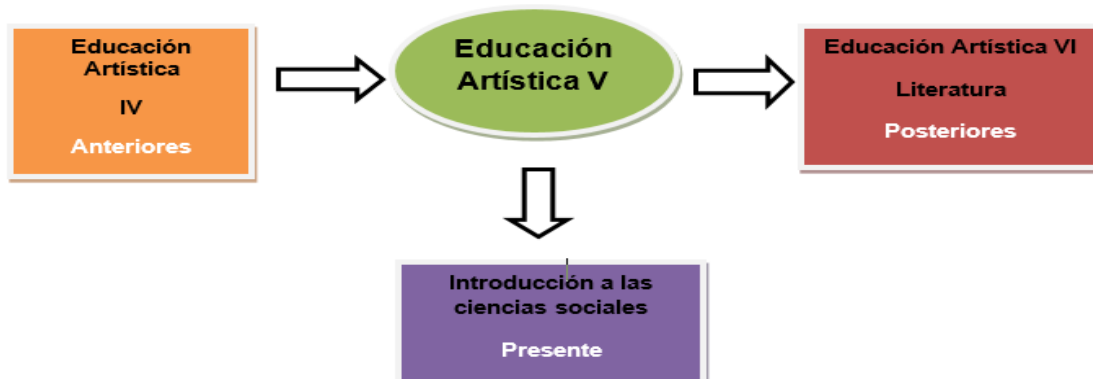 Educación
Artística
IV
Anteriores
Educación
Artística V
Educación Artística VI
Literatura
Posteriores
Introducción a las
ciencias sociales
Presente